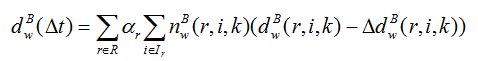 d_w^B(Δt) = ∑_{r∈R} α_r ∑_{i∈I_r} n_w^B(r,i,k)(d_w^B(r,i,k) − Δd_w^B(r,i,k))